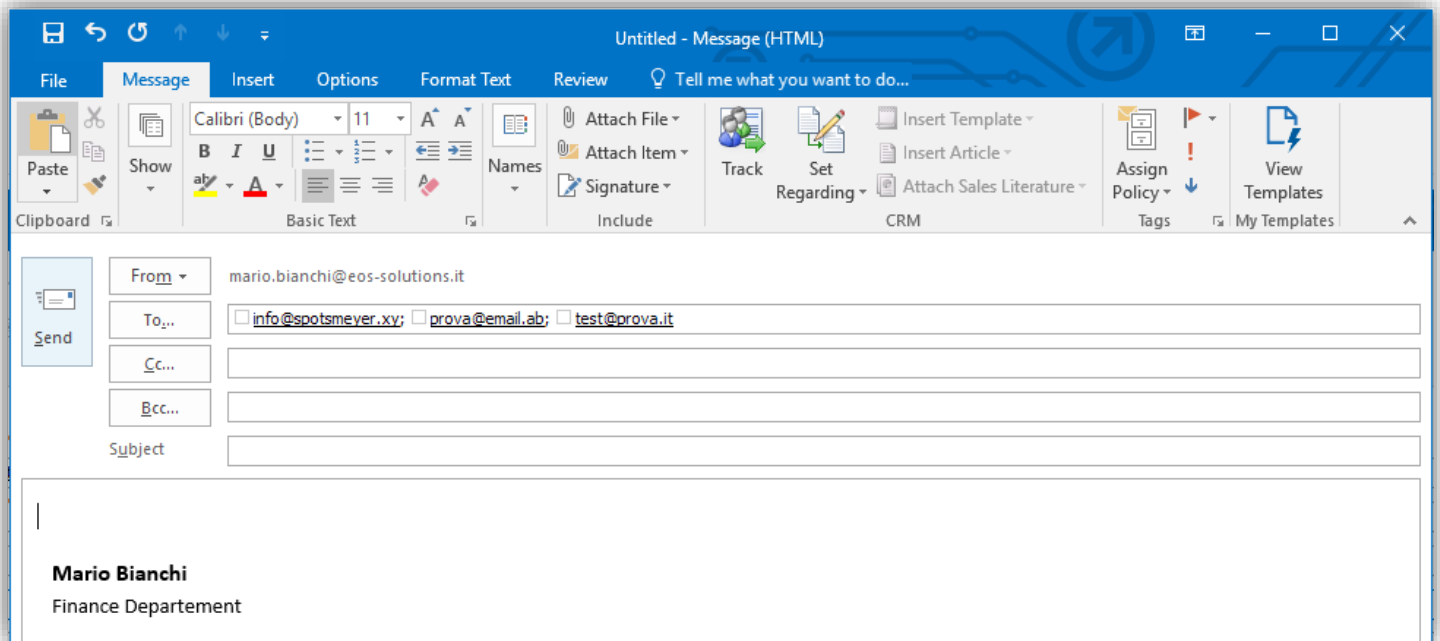 Untitled - Message (HTML)
File Message Insert Options Format Text Review Tell me what you want to do...
Calibri (Body) 11 A A Attach File Insert Template
B I U Attach Item Insert Article
Paste Show Names Track Set Regarding Assign Policy View Templates
aby A Signature Attach Sales Literature
Clipboard Basic Text Include CRM Tags My Templates
From mario.bianchi@eos-solutions.it
To... info@spotsmeyer.xy; prova@email.ab; test@prova.it
Send
Cc...
Bcc...
Subject
Mario Bianchi
Finance Departement